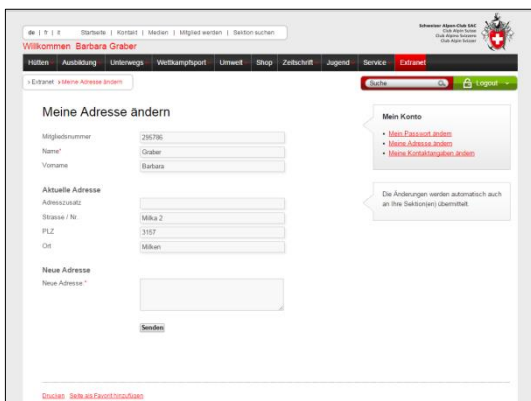 de | fr | it Startseite | Kontakt | Medien | Mitglied werden | Sektion suchen
Schweizer Alpen-Club SAC
Club Alpin Suisse
Club Alpino Svizzero
Club Alpin Svizzer
Willkommen Barbara Graber
Hütten Ausbildung Unterwegs Wettkampfsport Umwelt Shop Zeitschrift Jugend Service Extranet
› Extranet › Meine Adresse ändern
Suche Logout
Meine Adresse ändern
Mitgliedsnummer 295786
Name* Graber
Vorname Barbara
Aktuelle Adresse
Adresszusatz
Strasse / Nr. Milka 2
PLZ 3157
Ort Milken
Neue Adresse
Neue Adresse *
Senden
Mein Konto
Mein Passwort ändern
Meine Adresse ändern
Meine Kontaktangaben ändern
Die Änderungen werden automatisch auch
an Ihre Sektion(en) übermittelt.
Drucken Seite als Favorit hinzufügen